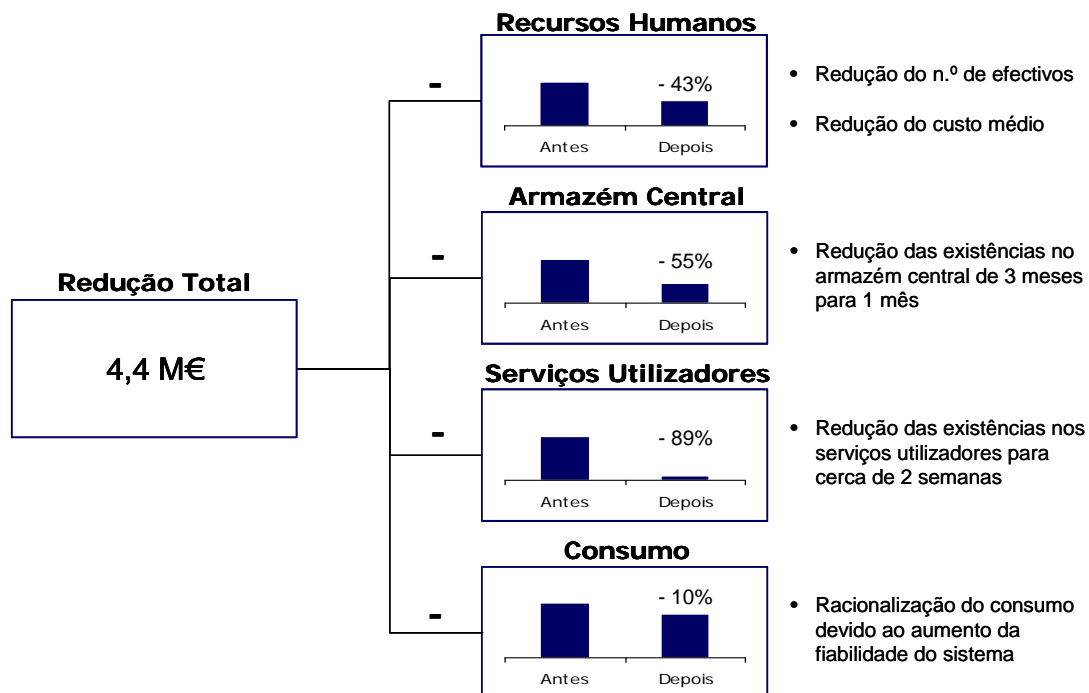 Recursos Humanos
-
- 43%
Antes
Depois
• Redução do n.º de efectivos
• Redução do custo médio
Armazém Central
-
- 55%
Antes
Depois
• Redução das existências no
armazém central de 3 meses
para 1 mês
Redução Total
4,4 M€
Serviços Utilizadores
-
- 89%
Antes
Depois
• Redução das existências nos
serviços utilizadores para
cerca de 2 semanas
Consumo
-
- 10%
Antes
Depois
• Racionalização do consumo
devido ao aumento da
fiabilidade do sistema